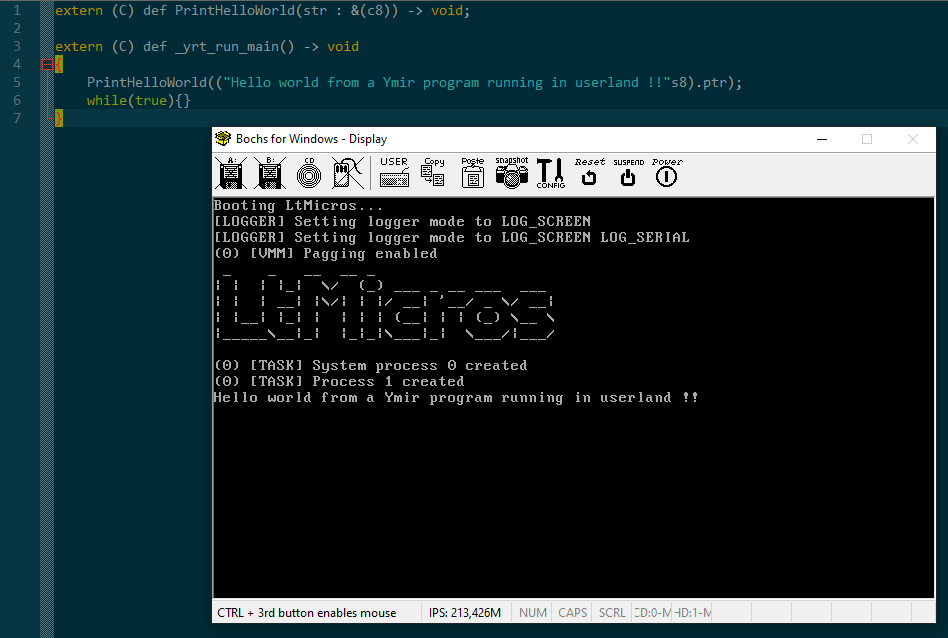 1 extern (C) def PrintHelloWorld(str : &(c8)) -> void;
2
3 extern (C) def _yrt_run_main() -> void
4 {
5 PrintHelloWorld(("Hello world from a Ymir program running in userland !!"s8).ptr);
6 while(true){}
7 }
Bochs for Windows - Display
A: B: CD USER Copy Paste snapshot CONFIG Reset SUSPEND Power
Booting LtMicros...
[LOGGER] Setting logger mode to LOG_SCREEN
[LOGGER] Setting logger mode to LOG_SCREEN LOG_SERIAL
(0) [VMM] Pagging enabled
LtMicros
(0) [TASK] System process 0 created
(0) [TASK] Process 1 created
Hello world from a Ymir program running in userland !!
CTRL + 3rd button enables mouse IPS: 213,426M NUM CAPS SCRL CD:0-M HD:1-M